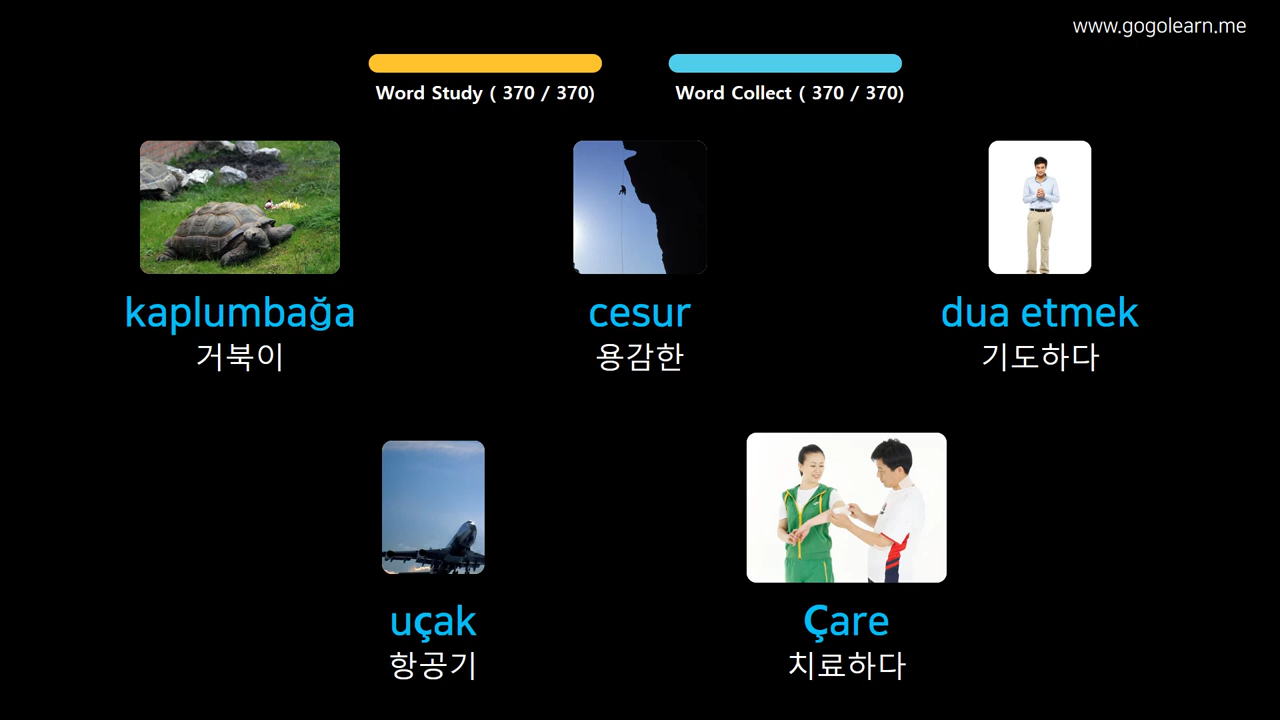 www.gogolearn.me
Word Study ( 370 / 370)
Word Collect ( 370 / 370)
kaplumbağa
거북이
cesur
용감한
dua etmek
기도하다
uçak
항공기
Çare
치료하다